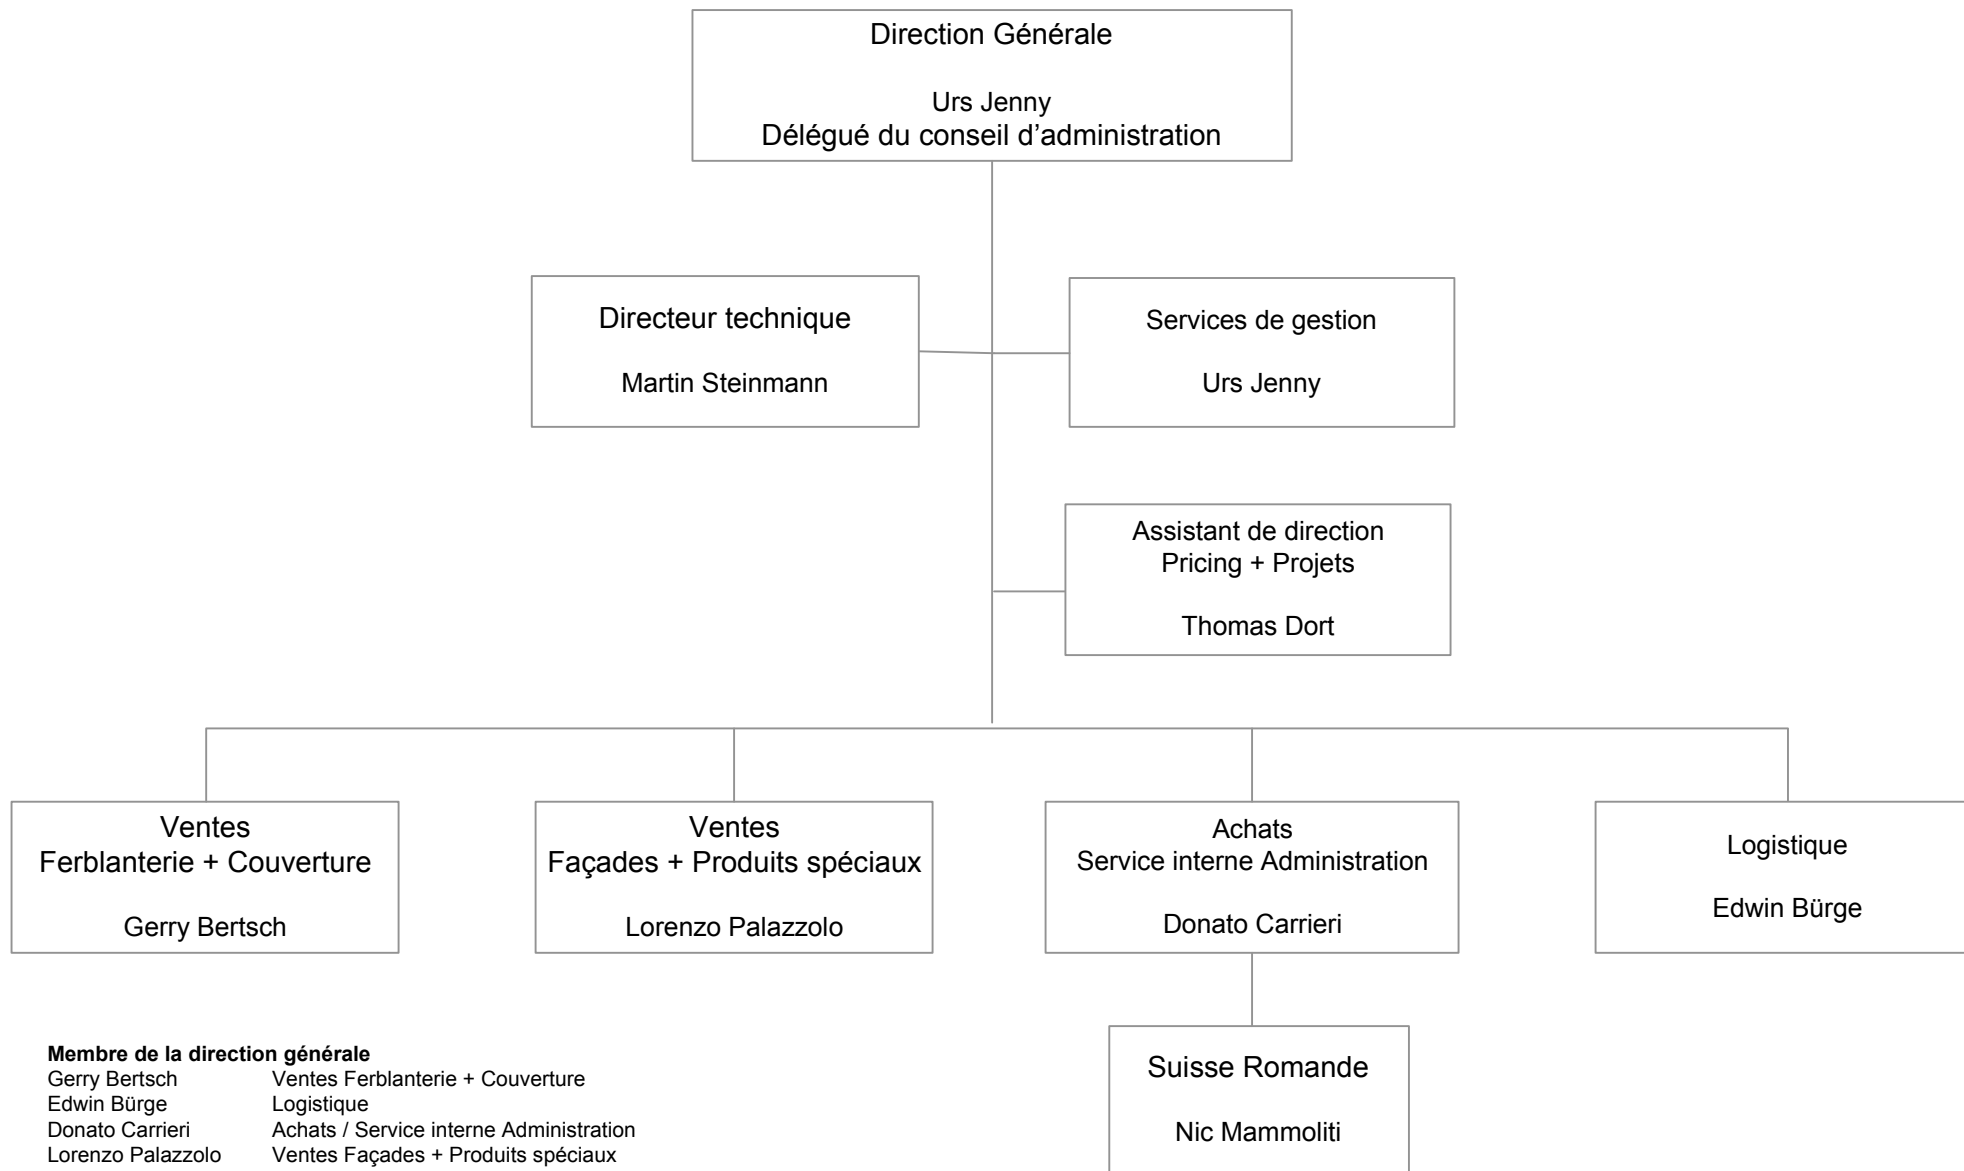 Direction Générale
Urs Jenny
Délégué du conseil d’administration
Directeur technique
Martin Steinmann
Services de gestion
Urs Jenny
Assistant de direction
Pricing + Projets
Thomas Dort
Ventes
Ferblanterie + Couverture
Gerry Bertsch
Ventes
Façades + Produits spéciaux
Lorenzo Palazzolo
Achats
Service interne Administration
Donato Carrieri
Logistique
Edwin Bürge
Suisse Romande
Nic Mammoliti
Membre de la direction générale
Gerry Bertsch Ventes Ferblanterie + Couverture
Edwin Bürge Logistique
Donato Carrieri Achats / Service interne Administration
Lorenzo Palazzolo Ventes Façades + Produits spéciaux